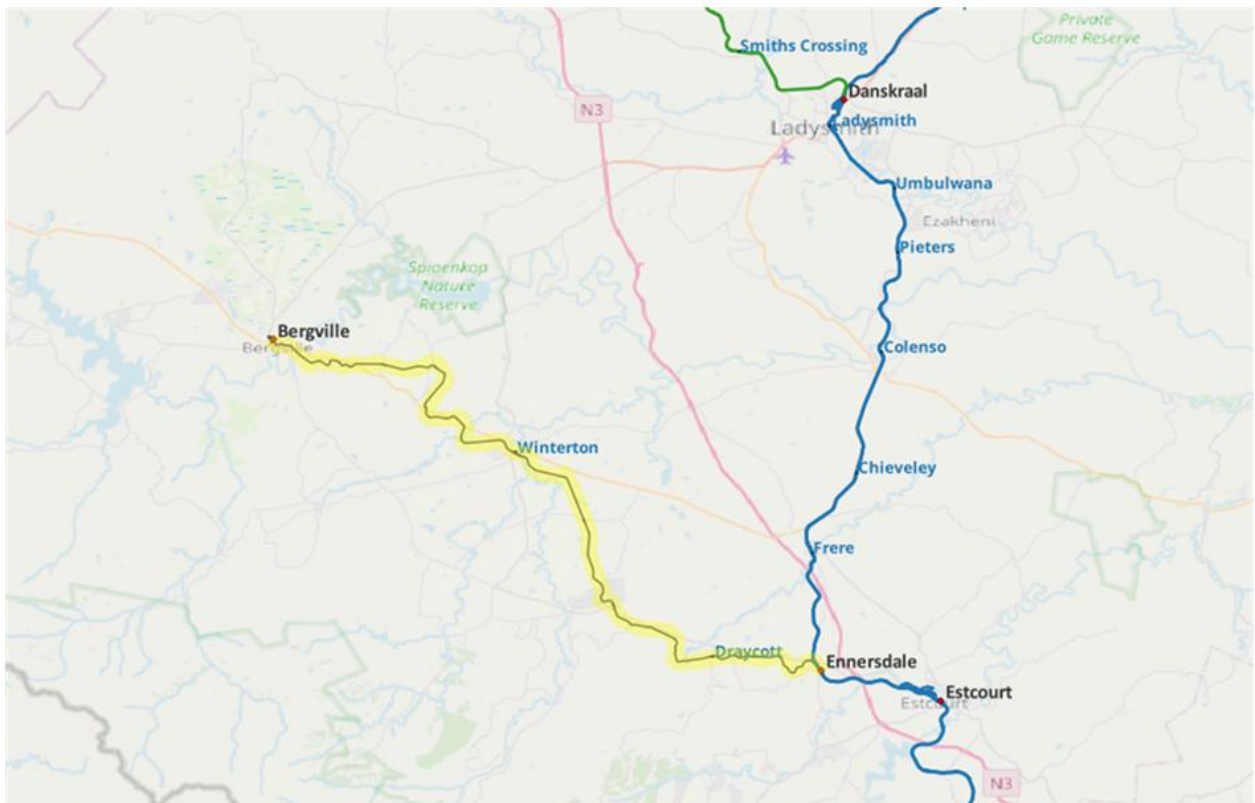 Private
Game Reserve
Smiths Crossing
Danskraal
N3
Ladysmith
Ladysmith
Umbulwana
Ezakheni
Pieters
Spioenkop
Nature
Reserve
Bergville
Bergville
Colenso
Winterton
Chieveley
Frere
Draycott
Ennersdale
Estcourt
Estcourt
N3